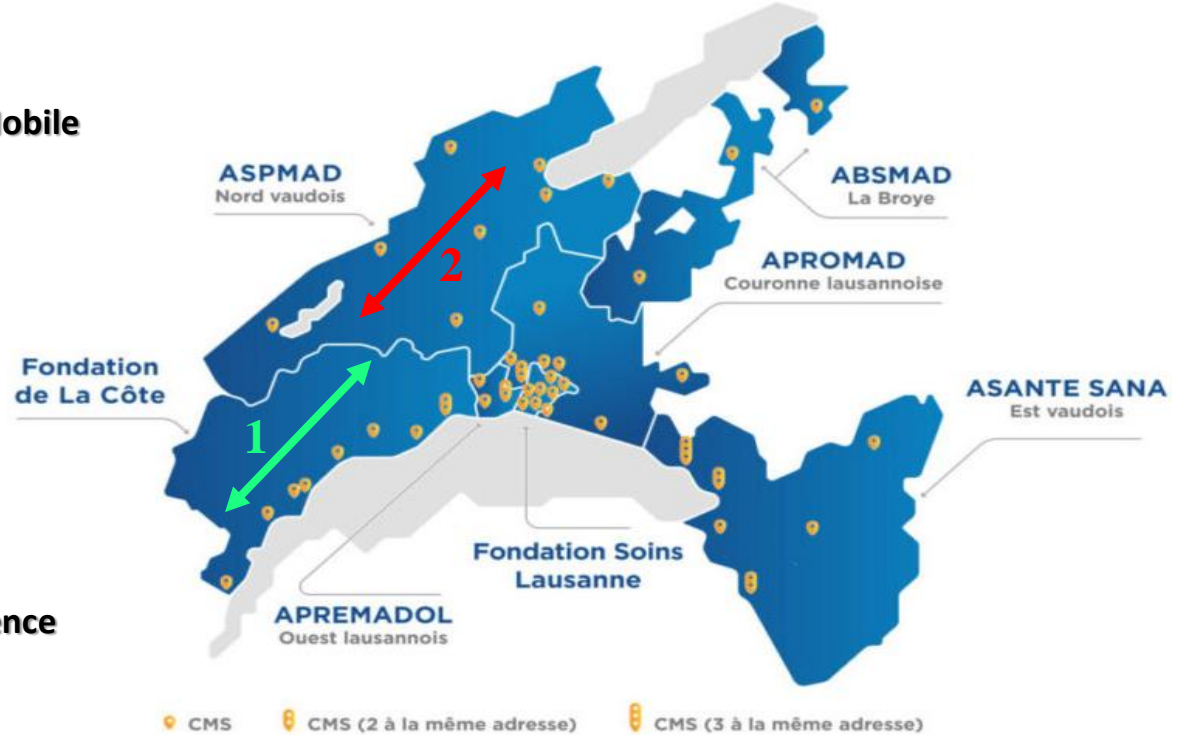 Mobile
ASPMAD
Nord vaudois
ABSMAD
La Broye
2
APROMAD
Couronne lausannoise
Fondation
de La Côte
ASANTE SANA
Est vaudois
1
Fondation Soins
Lausanne
ence
APREMADOL
Ouest lausannois
CMS
CMS (2 à la même adresse)
CMS (3 à la même adresse)